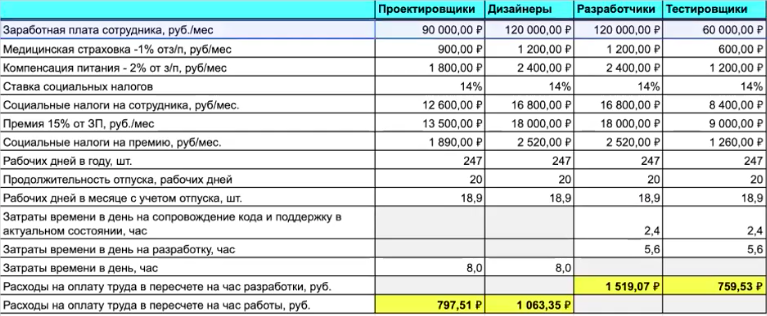 Проектировщики Дизайнеры Разработчики Тестировщики
Заработная плата сотрудника, руб./мес 90 000,00 ₽ 120 000,00 ₽ 120 000,00 ₽ 60 000,00 ₽
Медицинская страховка -1% отз/п, руб/мес 900,00 ₽ 1 200,00 ₽ 1 200,00 ₽ 600,00 ₽
Компенсация питания - 2% от з/п, руб/мес 1 800,00 ₽ 2 400,00 ₽ 2 400,00 ₽ 1 200,00 ₽
Ставка социальных налогов 14% 14% 14% 14%
Социальные налоги на сотрудника, руб/мес. 12 600,00 ₽ 16 800,00 ₽ 16 800,00 ₽ 8 400,00 ₽
Премия 15% от ЗП, руб./мес 13 500,00 ₽ 18 000,00 ₽ 18 000,00 ₽ 9 000,00 ₽
Социальные налоги на премию, руб/мес. 1 890,00 ₽ 2 520,00 ₽ 2 520,00 ₽ 1 260,00 ₽
Рабочих дней в году, шт. 247 247 247 247
Продолжительность отпуска, рабочих дней 20 20 20 20
Рабочих дней в месяце с учетом отпуска, шт. 18,9 18,9 18,9 18,9
Затраты времени в день на сопровождение кода и поддержку в
актуальном состоянии, час 2,4 2,4
Затраты времени в день на разработку, час 5,6 5,6
Затраты времени в день, час 8,0 8,0
Расходы на оплату труда в пересчете на час разработки, руб. 1 519,07 ₽ 759,53 ₽
Расходы на оплату труда в пересчете на час работы, руб. 797,51 ₽ 1 063,35 ₽